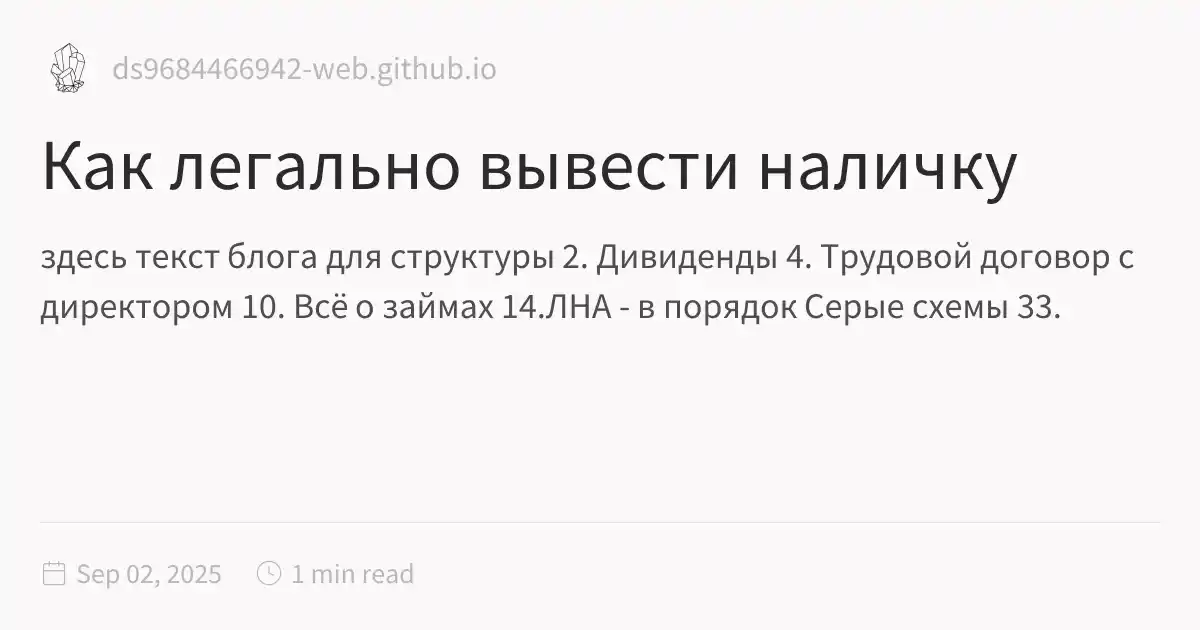 ds9684466942-web.github.io
Как легально вывести наличку
здесь текст блога для структуры 2. Дивиденды 4. Трудовой договор с
директором 10. Всё о займах 14.ЛНА - в порядок Серые схемы 33.
Sep 02, 2025 1 min read